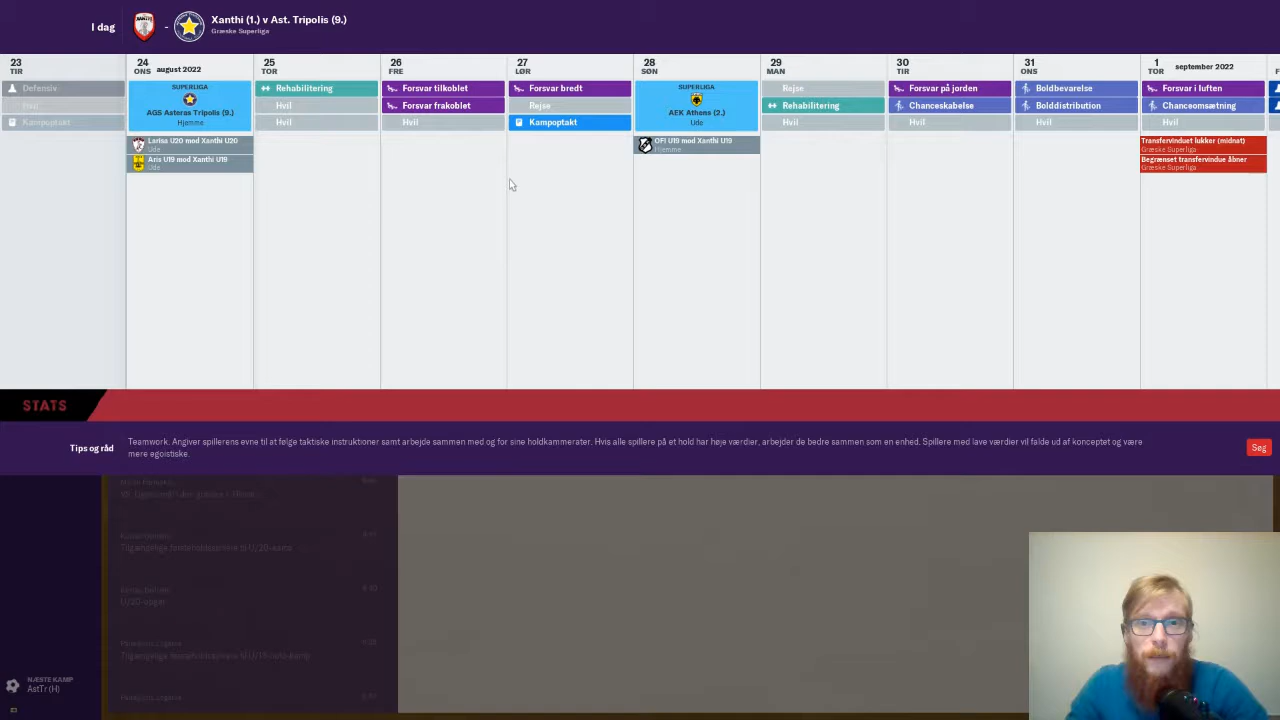 I dag
-
Xanthi (1.) v Ast. Tripolis (9.)
Græske Superliga
23
TIR
24
ONS august 2022
25
TOR
26
FRE
27
LØR
28
SØN
29
MAN
30
TIR
31
ONS
1
TOR september 2022
F
Defensiv
Hvil
Kampoptakt
SUPERLIGA
AGS Asteras Tripolis (9.)
Hjemme
Larisa U20 mod Xanthi U20
Ude
Aris U19 mod Xanthi U19
Ude
Rehabilitering
Hvil
Hvil
Forsvar tilkoblet
Forsvar frakoblet
Hvil
Forsvar bredt
Rejse
Kampoptakt
SUPERLIGA
AEK Athens (2.)
Ude
OFI U19 mod Xanthi U19
Hjemme
Rejse
Rehabilitering
Hvil
Forsvar på jorden
Chanceskabelse
Hvil
Boldbevarelse
Bolddistribution
Hvil
Forsvar i luften
Chanceomsætning
Hvil
Transfervinduet lukker (midnat)
Græske Superliga
Begrænset transfervindue åbner
Græske Superliga
STATS
Tips og råd
Teamwork. Angiver spillerens evne til at følge taktiske instruktioner samt arbejde sammen med og for sine holdkammerater. Hvis alle spillere på et hold har høje værdier, arbejder de bedre sammen som en enhed. Spillere med lave værdier vil falde ud af konceptet og være
mere egoistiske.
Søg
U/20-opgør
NÆSTE KAMP
AstTr (H)